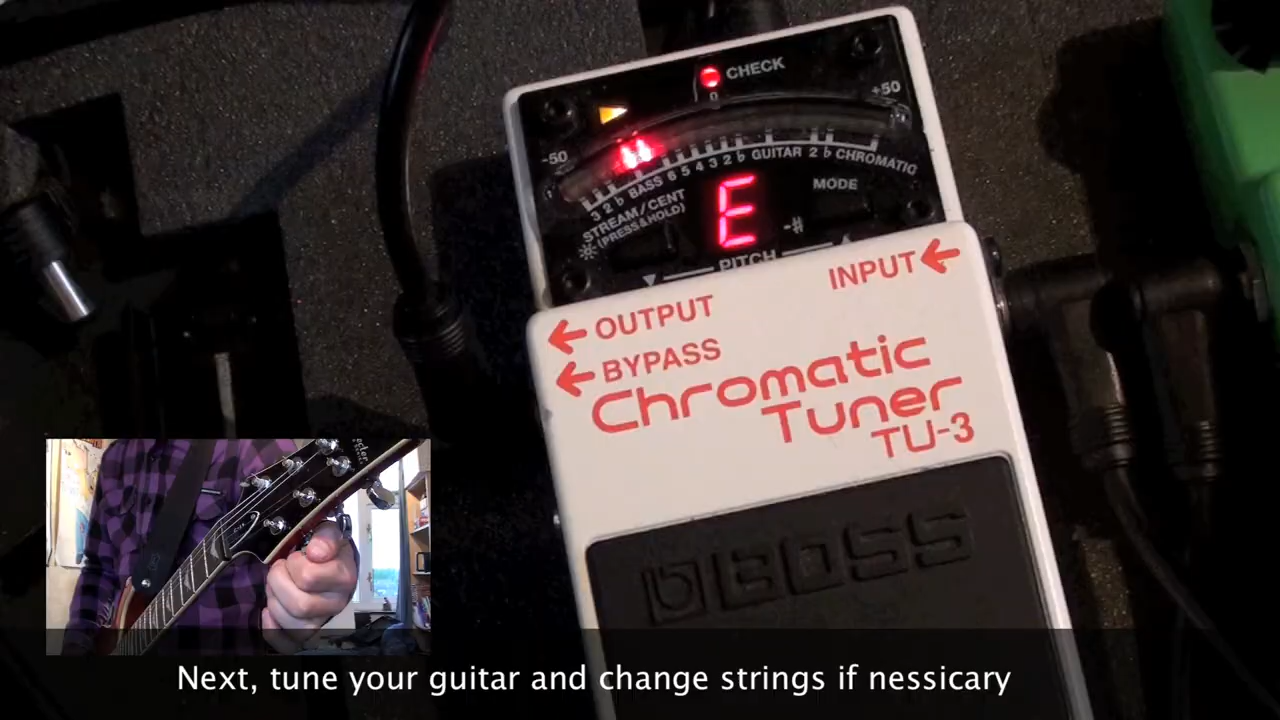 CHECK
0
+50
-50
3 2 ♭ BASS 6 5 4 3 2 ♭ GUITAR 2 ♭ CHROMATIC
STREAM/CENT
(PRESS&HOLD)
E
MODE
-#
PITCH
INPUT
OUTPUT
BYPASS
Chromatic
Tuner
TU-3
BOSS
Next, tune your guitar and change strings if nessicary